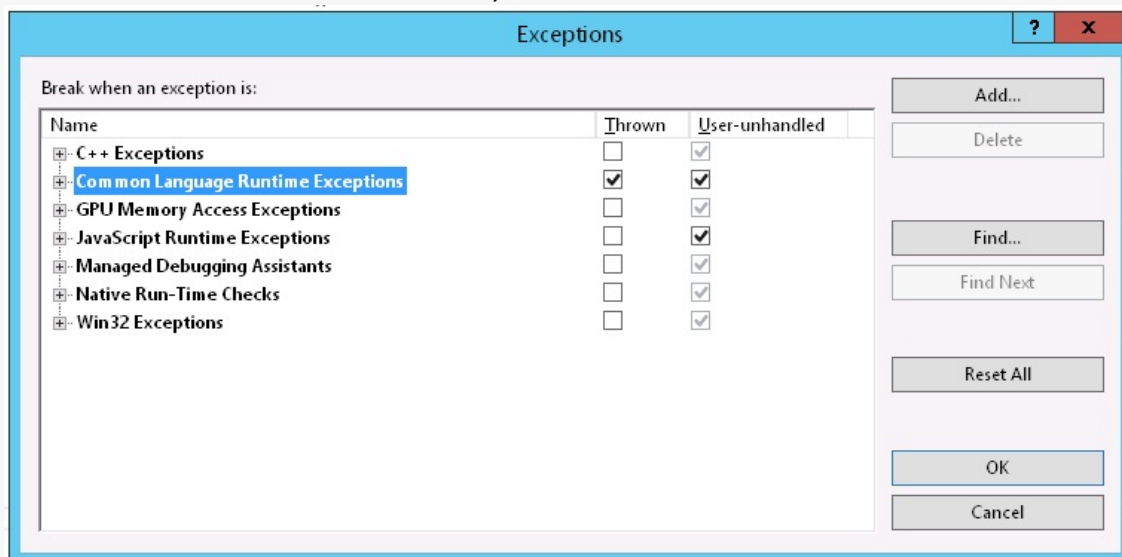 Exceptions
?
x
Break when an exception is:
Add...
Name Thrown User-unhandled
Delete
C++ Exceptions
Common Language Runtime Exceptions
GPU Memory Access Exceptions
JavaScript Runtime Exceptions
Find...
Managed Debugging Assistants
Find Next
Native Run-Time Checks
Win32 Exceptions
Reset All
OK
Cancel